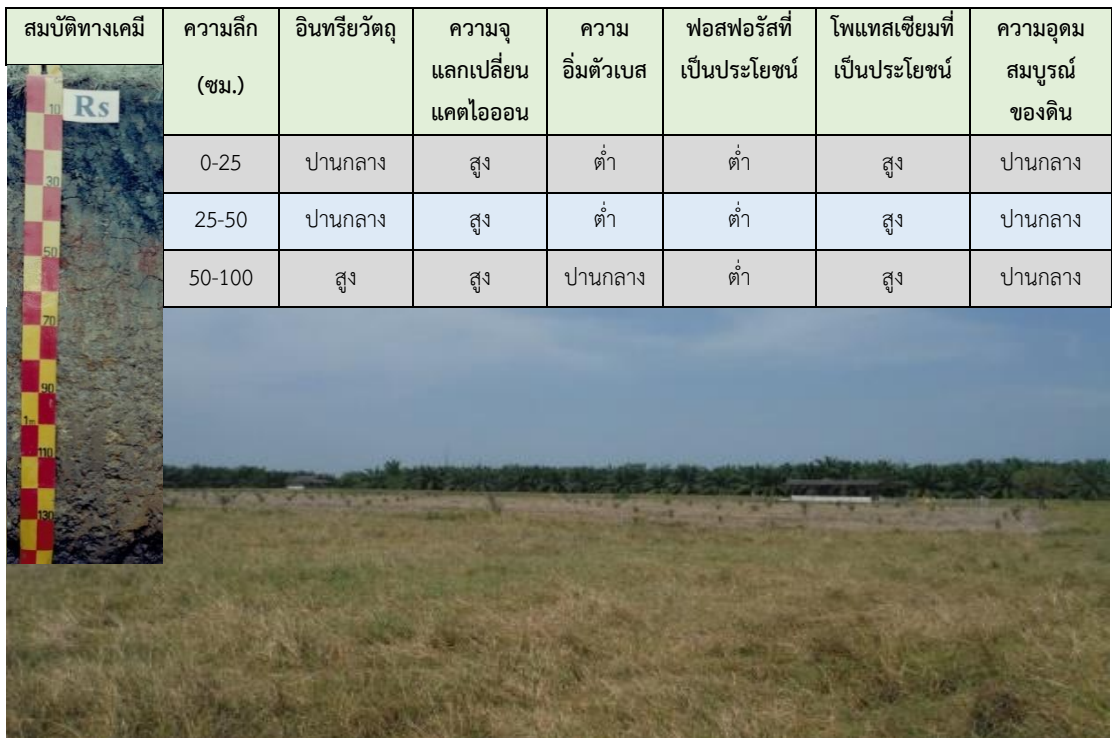 สมบัติทางเคมี ความลึก (ซม.) อินทรียวัตถุ ความจุแลกเปลี่ยนแคตไอออน ความอิ่มตัวเบส ฟอสฟอรัสที่เป็นประโยชน์ โพแทสเซียมที่เป็นประโยชน์ ความอุดมสมบูรณ์ของดิน
0-25 ปานกลาง สูง ต่ำ ต่ำ สูง ปานกลาง
25-50 ปานกลาง สูง ต่ำ ต่ำ สูง ปานกลาง
50-100 สูง สูง ปานกลาง ต่ำ สูง ปานกลาง
Rs
10
30
50
70
90
1m
110
130